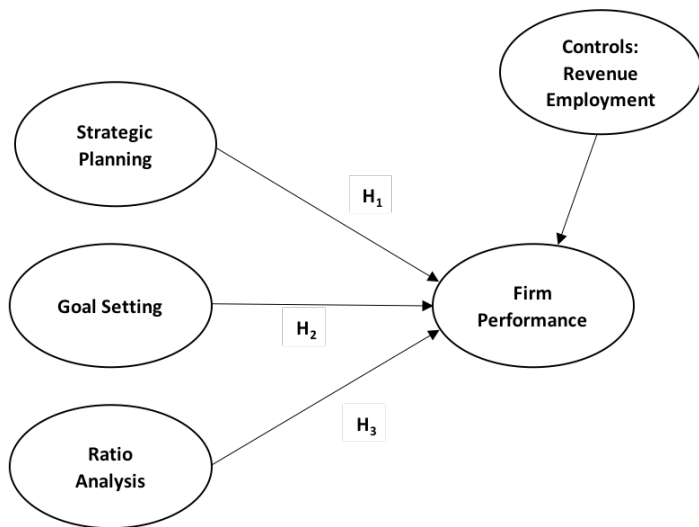 Controls:
Revenue
Employment
Strategic
Planning
H₁
Goal Setting
H₂
Firm
Performance
H₃
Ratio
Analysis